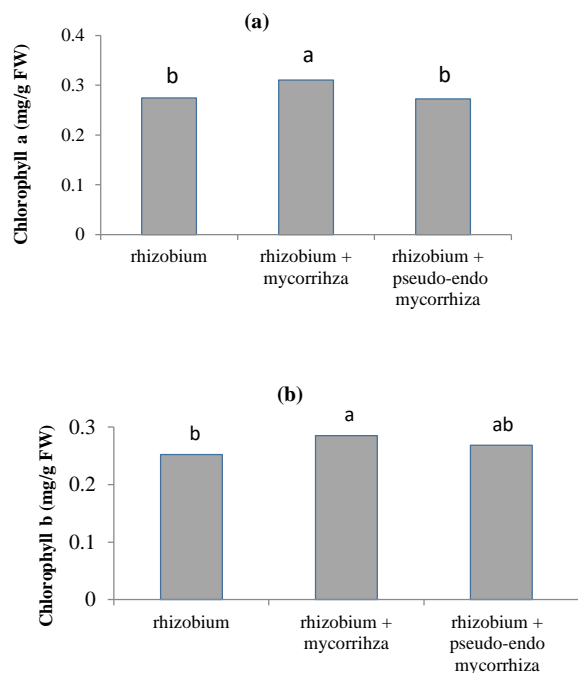 (a)
Chlorophyll a (mg/g FW)
0.4
0.3
0.2
0.1
0
b
a
b
rhizobium
rhizobium +
mycorrihza
rhizobium +
pseudo-endo
mycorrhiza
(b)
Chlorophyll b (mg/g FW)
0.3
0.2
0.1
0
b
a
ab
rhizobium
rhizobium +
mycorrihza
rhizobium +
pseudo-endo
mycorrhiza